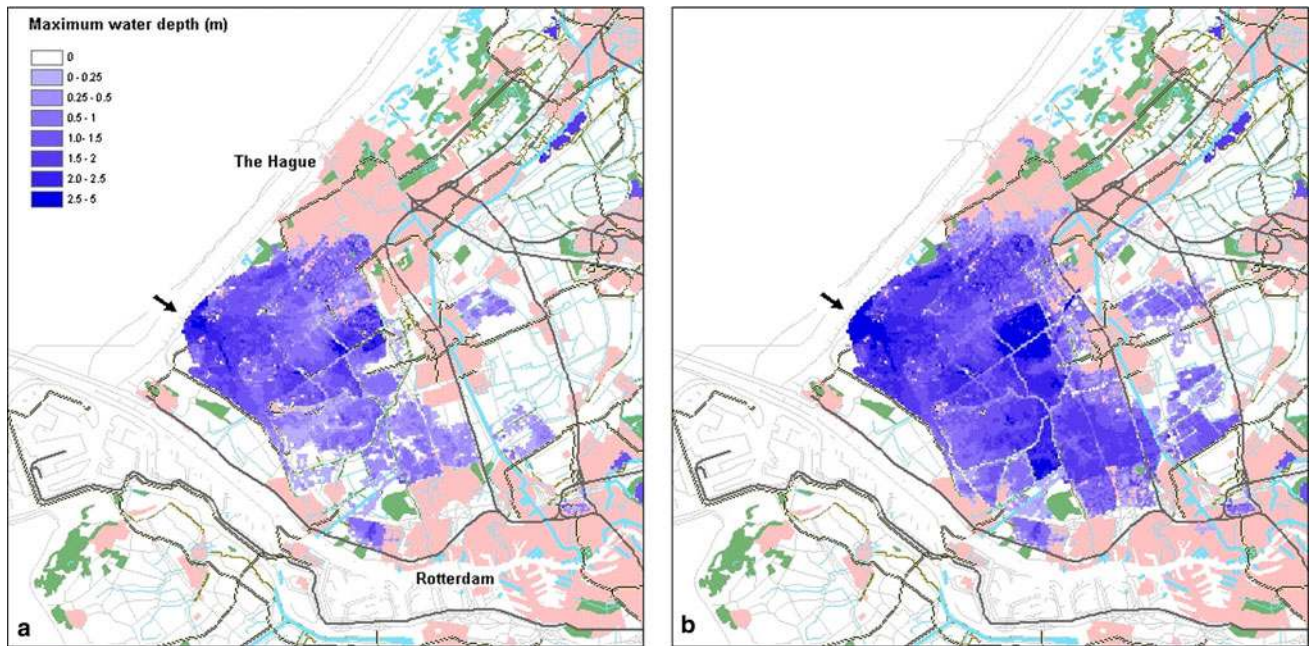 Maximum water depth (m)
0
0 - 0.25
0.25 - 0.5
0.5 - 1
1.0- 1.5
1.5 - 2
2.0 - 2.5
2.5 - 5
The Hague
Rotterdam
a
b